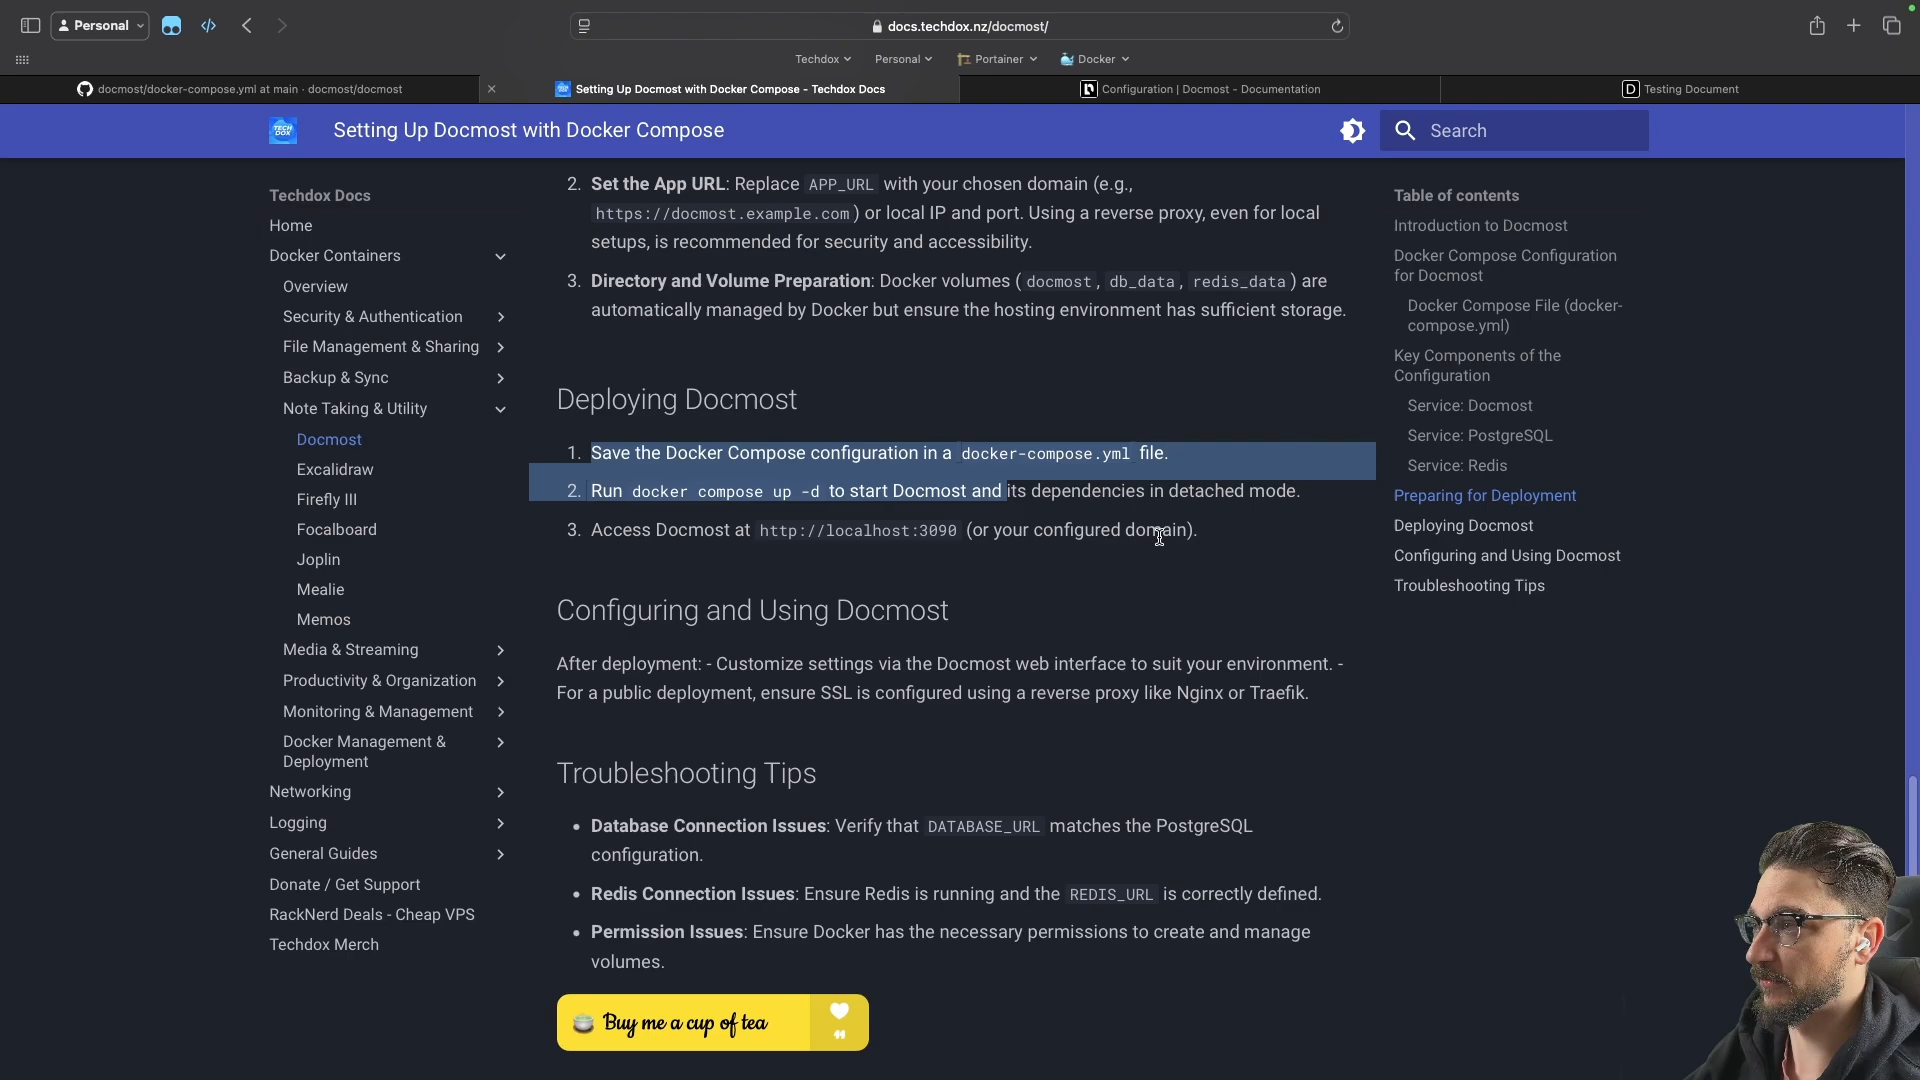 Personal
docs.techdox.nz/docmost/
Techdox
Personal
Portainer
Docker
docmost/docker-compose.yml at main · docmost/docmost
Setting Up Docmost with Docker Compose - Techdox Docs
Configuration | Docmost - Documentation
D Testing Document
TECH
DOX
Setting Up Docmost with Docker Compose
Search
Techdox Docs
Home
Docker Containers
Overview
Security & Authentication
File Management & Sharing
Backup & Sync
Note Taking & Utility
Docmost
Excalidraw
Firefly III
Focalboard
Joplin
Mealie
Memos
Media & Streaming
Productivity & Organization
Monitoring & Management
Docker Management &
Deployment
Networking
Logging
General Guides
Donate / Get Support
RackNerd Deals - Cheap VPS
Techdox Merch
2. Set the App URL: Replace APP_URL with your chosen domain (e.g.,
https://docmost.example.com) or local IP and port. Using a reverse proxy, even for local
setups, is recommended for security and accessibility.
3. Directory and Volume Preparation: Docker volumes (docmost, db_data, redis_data) are
automatically managed by Docker but ensure the hosting environment has sufficient storage.
Deploying Docmost
1. Save the Docker Compose configuration in a docker-compose.yml file.
2. Run docker compose up -d to start Docmost and its dependencies in detached mode.
3. Access Docmost at http://localhost:3090 (or your configured domain).
Configuring and Using Docmost
After deployment: - Customize settings via the Docmost web interface to suit your environment. -
For a public deployment, ensure SSL is configured using a reverse proxy like Nginx or Traefik.
Troubleshooting Tips
• Database Connection Issues: Verify that DATABASE_URL matches the PostgreSQL
configuration.
• Redis Connection Issues: Ensure Redis is running and the REDIS_URL is correctly defined.
• Permission Issues: Ensure Docker has the necessary permissions to create and manage
volumes.
Buy me a cup of tea
Table of contents
Introduction to Docmost
Docker Compose Configuration
for Docmost
Docker Compose File (docker-
compose.yml)
Key Components of the
Configuration
Service: Docmost
Service: PostgreSQL
Service: Redis
Preparing for Deployment
Deploying Docmost
Configuring and Using Docmost
Troubleshooting Tips